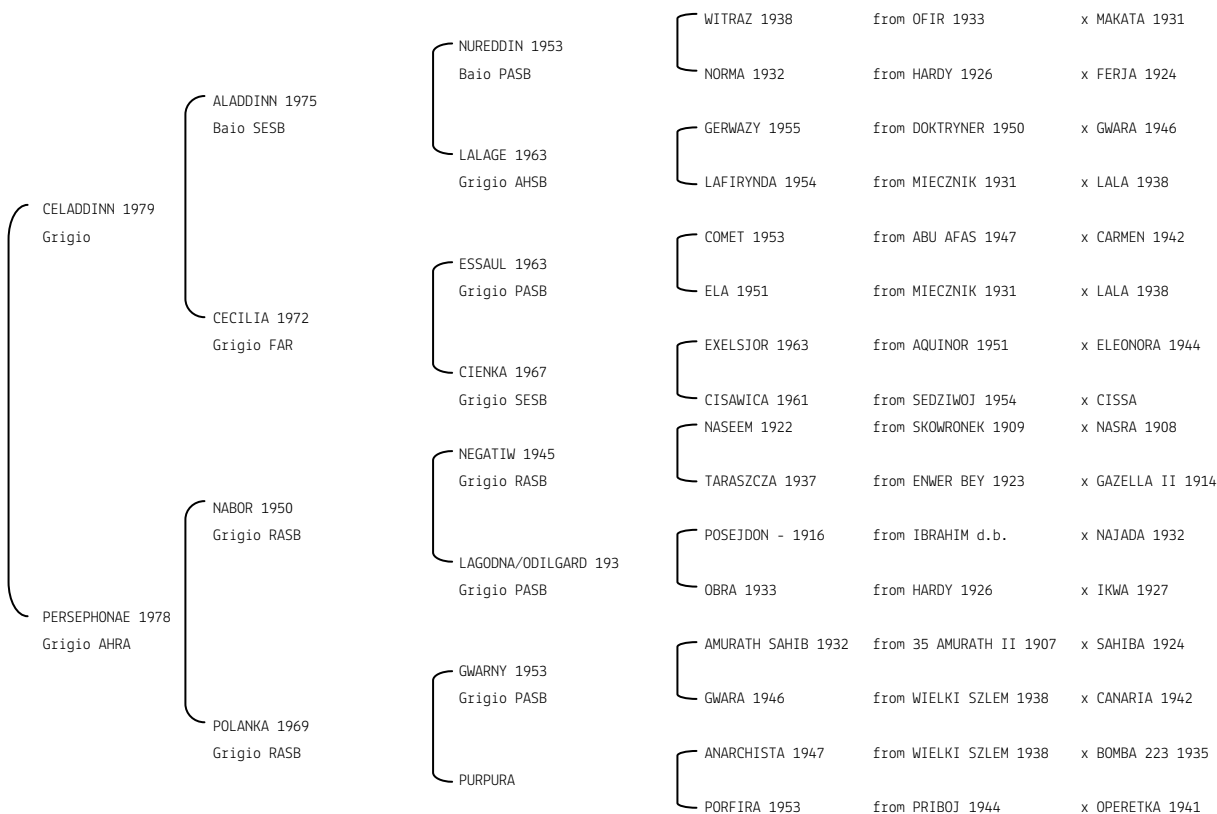 WITRAZ 1938 from OFIR 1933 x MAKATA 1931
NUREDDIN 1953
Baio PASB
NORMA 1932 from HARDY 1926 x FERJA 1924
ALADDINN 1975
Baio SESB
GERWAZY 1955 from DOKTRYNER 1950 x GWARA 1946
LALAGE 1963
Grigio AHSB
LAFIRYNDA 1954 from MIECZNIK 1931 x LALA 1938
CELADDINN 1979
Grigio
COMET 1953 from ABU AFAS 1947 x CARMEN 1942
ESSAUL 1963
Grigio PASB
ELA 1951 from MIECZNIK 1931 x LALA 1938
CECILIA 1972
Grigio FAR
EXELSJOR 1963 from AQUINOR 1951 x ELEONORA 1944
CIENKA 1967
Grigio SESB
CISAWICA 1961 from SEDZIWOJ 1954 x CISSA
NASEEM 1922 from SKOWRONEK 1909 x NASRA 1908
NEGATIW 1945
Grigio RASB
TARASZCZA 1937 from ENWER BEY 1923 x GAZELLA II 1914
NABOR 1950
Grigio RASB
POSEJDON - 1916 from IBRAHIM d.b. x NAJADA 1932
LAGODNA/ODILGARD 193
Grigio PASB
OBRA 1933 from HARDY 1926 x IKWA 1927
PERSEPHONAE 1978
Grigio AHRA
AMURATH SAHIB 1932 from 35 AMURATH II 1907 x SAHIBA 1924
GWARNY 1953
Grigio PASB
GWARA 1946 from WIELKI SZLEM 1938 x CANARIA 1942
POLANKA 1969
Grigio RASB
ANARCHISTA 1947 from WIELKI SZLEM 1938 x BOMBA 223 1935
PURPURA
PORFIRA 1953 from PRIBOJ 1944 x OPERETKA 1941